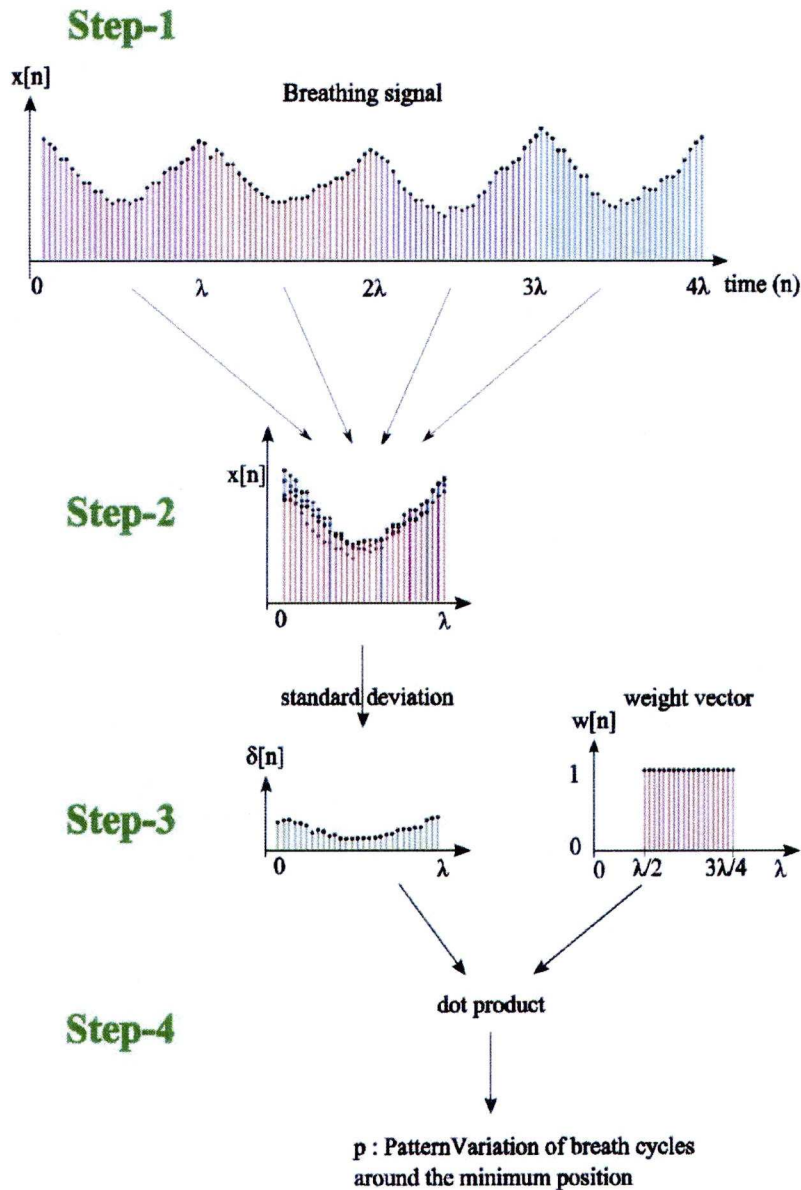 Step-1
x[n]
Breathing signal
0 λ 2λ 3λ 4λ time (n)
Step-2
x[n]
0 λ
standard deviation
weight vector
Step-3
δ[n]
0 λ
w[n]
1
0
0 λ/2 3λ/4 λ
Step-4
dot product
p : PatternVariation of breath cycles
around the minimum position